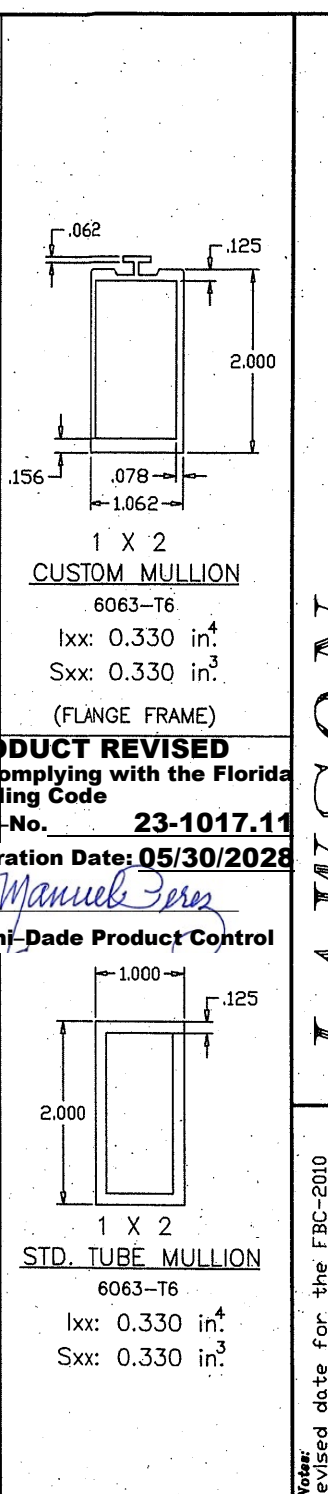 .062
.125
2.000
.156
.078
1.062
1 X 2
CUSTOM MULLION
6063-T6
Ixx: 0.330 in.4
Sxx: 0.330 in.3
(FLANGE FRAME)
ODUCT REVISED
omplying with the Florida
ding Code
-No. 23-1017.11
ration Date: 05/30/2028
Manuel Perez
ni-Dade Product Control
1.000
.125
2.000
1 X 2
STD. TUBE MULLION
6063-T6
Ixx: 0.330 in.4
Sxx: 0.330 in.3
Notes:
evised date for the FBC-2010